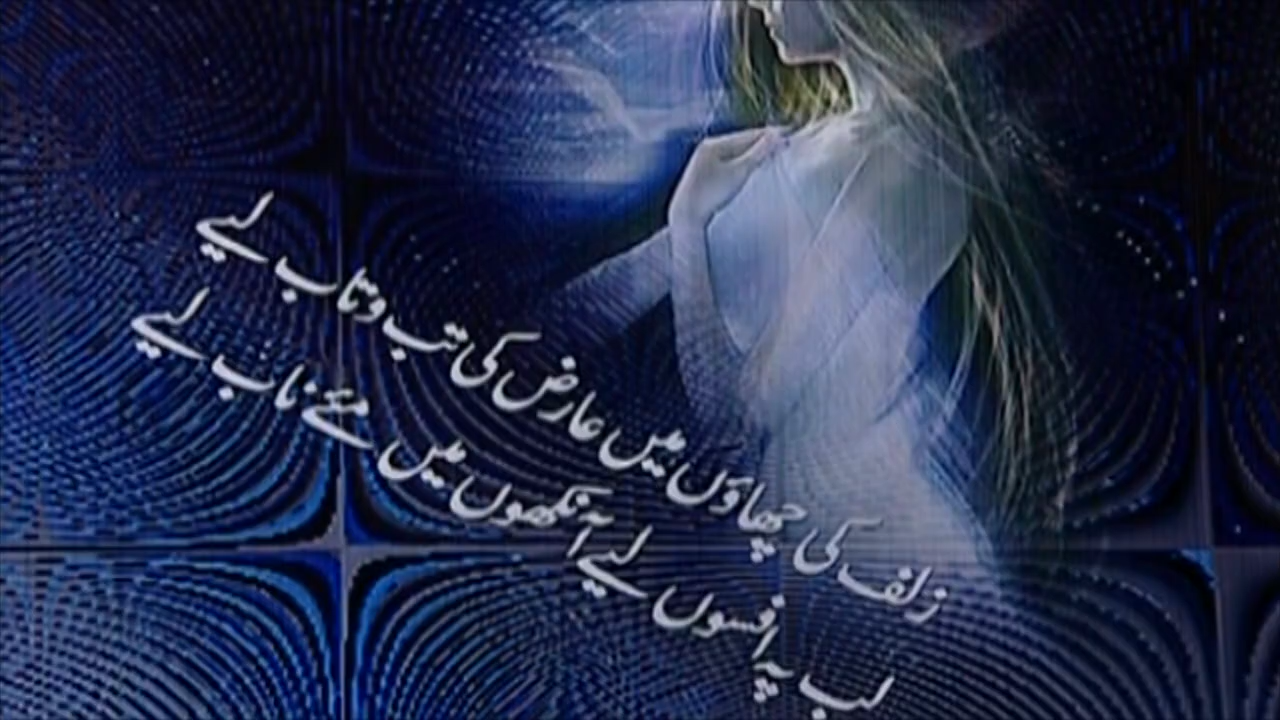 زلف کی چھاؤں میں عارض کی تب و تاب لیے
لب پہ افسوں لیے آنکھوں میں مئے ناب لیے